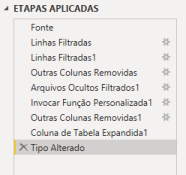 ETAPAS APLICADAS
Fonte
Linhas Filtradas
Linhas Filtradas1
Outras Colunas Removidas
Arquivos Ocultos Filtrados1
Invocar Função Personalizada1
Outras Colunas Removidas1
Coluna de Tabela Expandida1
Tipo Alterado